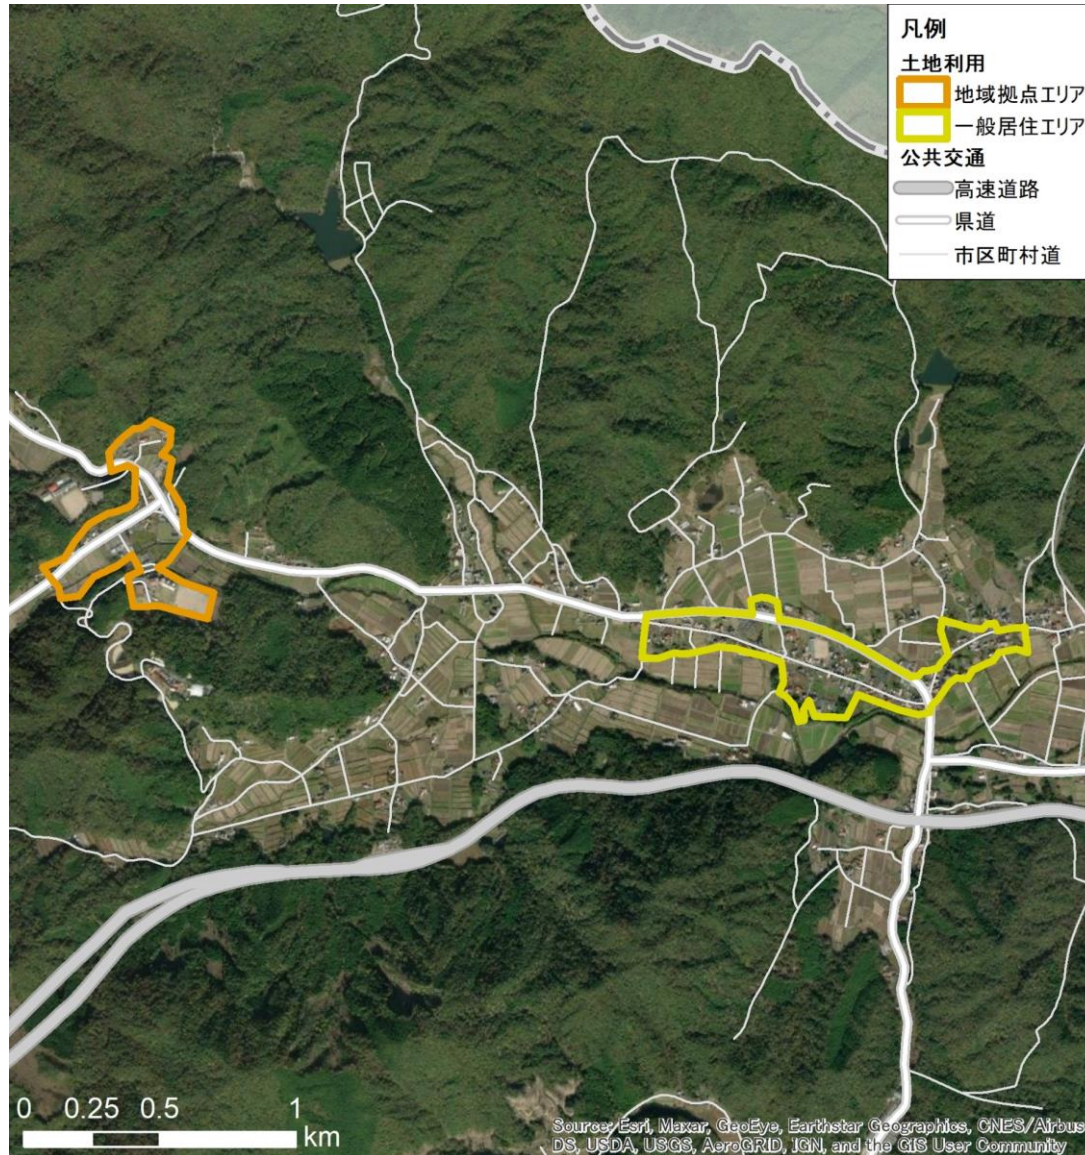 凡例
土地利用
地域拠点エリア
一般居住エリア
公共交通
高速道路
県道
市区町村道
0 0.25 0.5 1
km
Source: Esri, Maxar, GeoEye, Earthstar Geographics, CNES/Airbus
DS, USDA, USGS, AeroGRID, IGN, and the GIS User Community